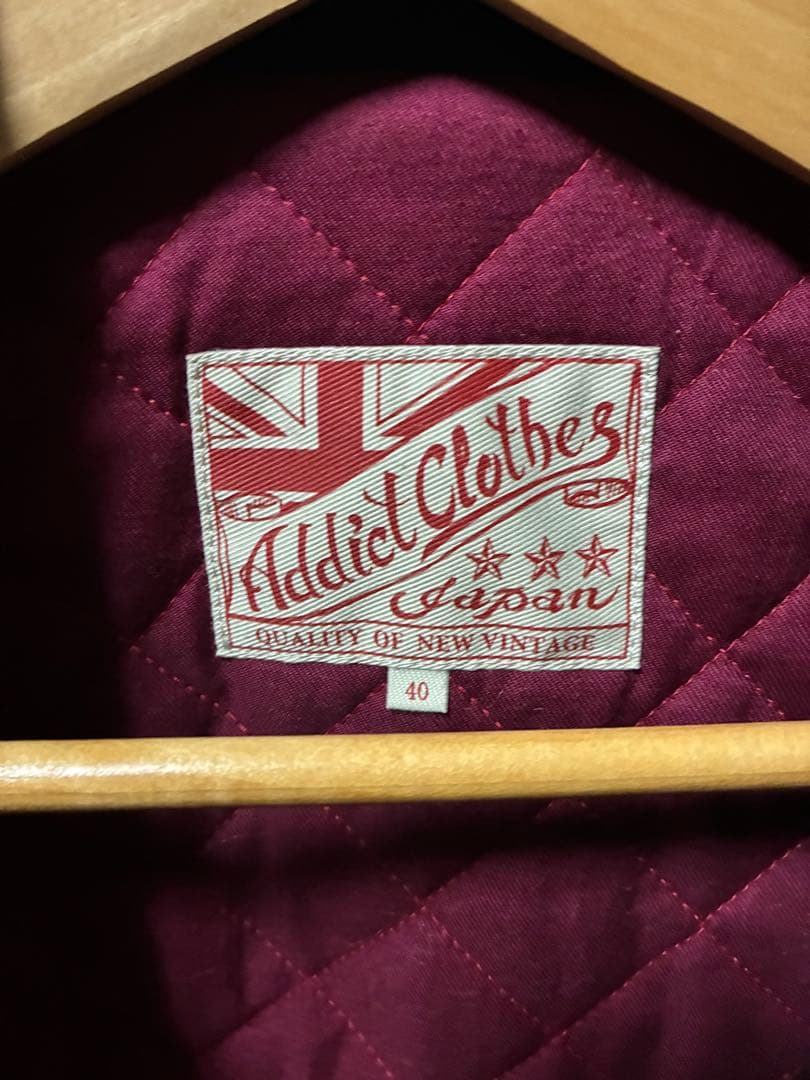 Addict Clothes
Japan
QUALITY OF NEW VINTAGE
40